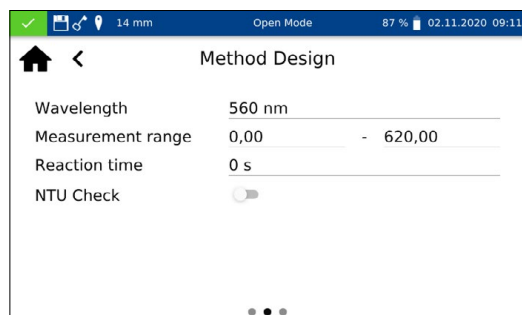 14 mm Open Mode 87 % 02.11.2020 09:11
Method Design
Wavelength 560 nm
Measurement range 0,00 - 620,00
Reaction time 0 s
NTU Check